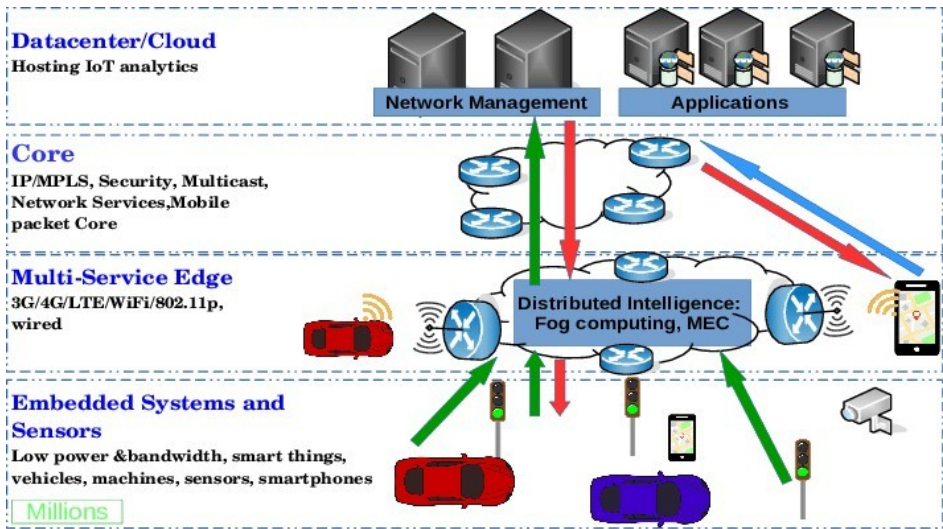 Datacenter/Cloud
Hosting IoT analytics
Network Management
Applications
Core
IP/MPLS, Security, Multicast,
Network Services,Mobile
packet Core
Multi-Service Edge
3G/4G/LTE/WiFi/802.11p,
wired
Distributed Intelligence:
Fog computing, MEC
Embedded Systems and
Sensors
Low power &bandwidth, smart things,
vehicles, machines, sensors, smartphones
Millions